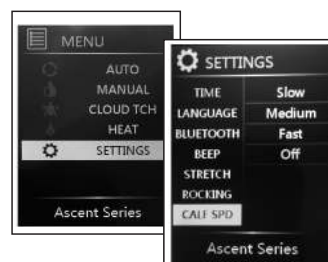 MENU
AUTO
MANUAL
CLOUD TCH
HEAT
SETTINGS
Ascent Series
SETTINGS
TIME Slow
LANGUAGE Medium
BLUETOOTH Fast
BEEP Off
STRETCH
ROCKING
CALF SPD
Ascent Series